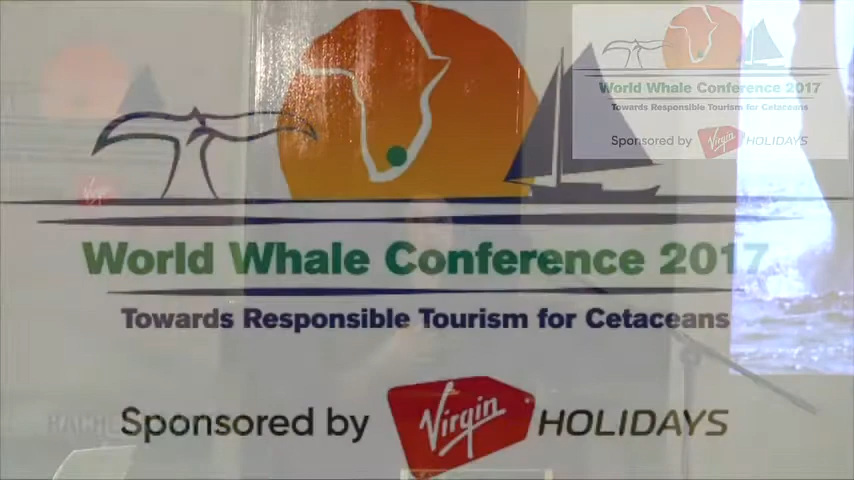 World Whale Conference 2017
Towards Responsible Tourism for Cetaceans
Sponsored by Virgin HOLIDAYS
World Whale Conference 2017
Towards Responsible Tourism for Cetaceans
Sponsored by Virgin HOLIDAYS
Virgin